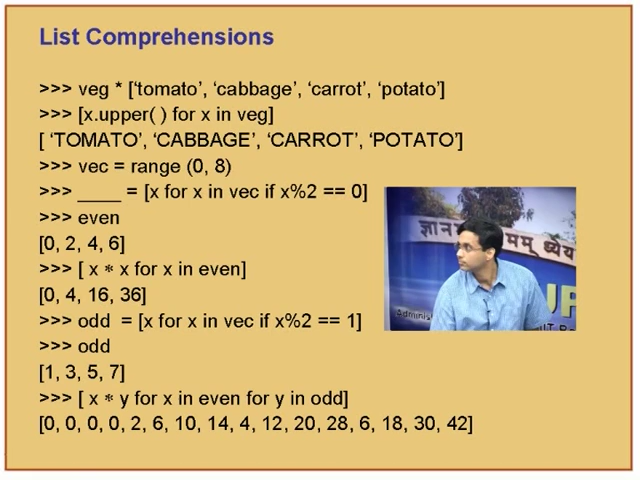 List Comprehensions
>>> veg * [‘tomato’, ‘cabbage’, ‘carrot’, ‘potato’]
>>> [x.upper( ) for x in veg]
[ ‘TOMATO’, ‘CABBAGE’, ‘CARROT’, ‘POTATO’]
>>> vec = range (0, 8)
>>> ____ = [x for x in vec if x%2 == 0]
>>> even
[0, 2, 4, 6]
>>> [ x ∗ x for x in even]
[0, 4, 16, 36]
>>> odd = [x for x in vec if x%2 == 1]
>>> odd
[1, 3, 5, 7]
>>> [ x ∗ y for x in even for y in odd]
[0, 0, 0, 0, 2, 6, 10, 14, 4, 12, 20, 28, 6, 18, 30, 42]
ज्ञानम् ध्येय